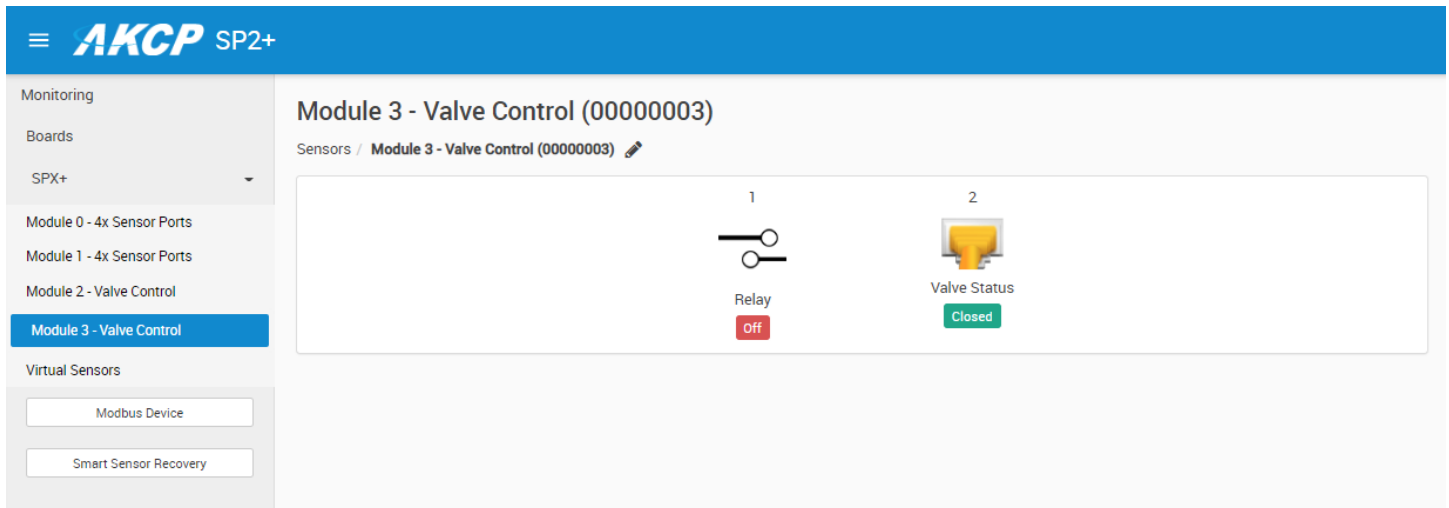 AKCP SP2+
Monitoring
Boards
SPX+
Module 0 - 4x Sensor Ports
Module 1 - 4x Sensor Ports
Module 2 - Valve Control
Module 3 - Valve Control
Virtual Sensors
Modbus Device
Smart Sensor Recovery
Module 3 - Valve Control (00000003)
Sensors / Module 3 - Valve Control (00000003)
1
Relay
Off
2
Valve Status
Closed